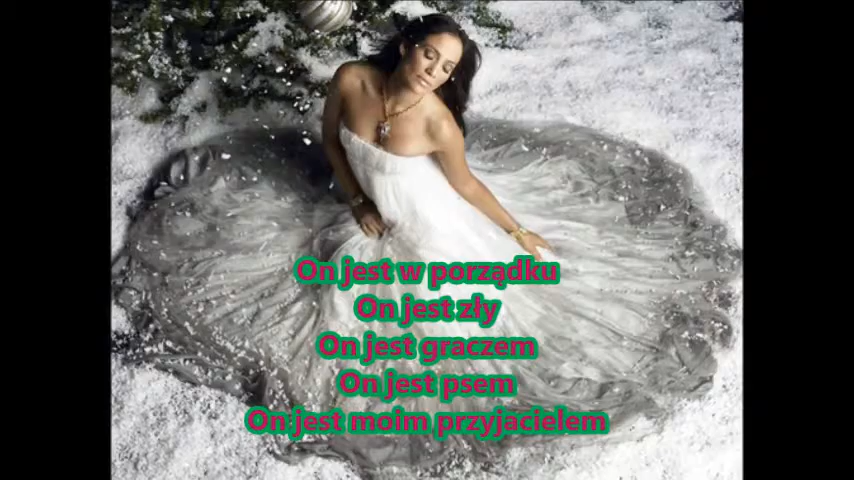 On jest w porządku
On jest zły
On jest graczem
On jest psem
On jest moim przyjacielem